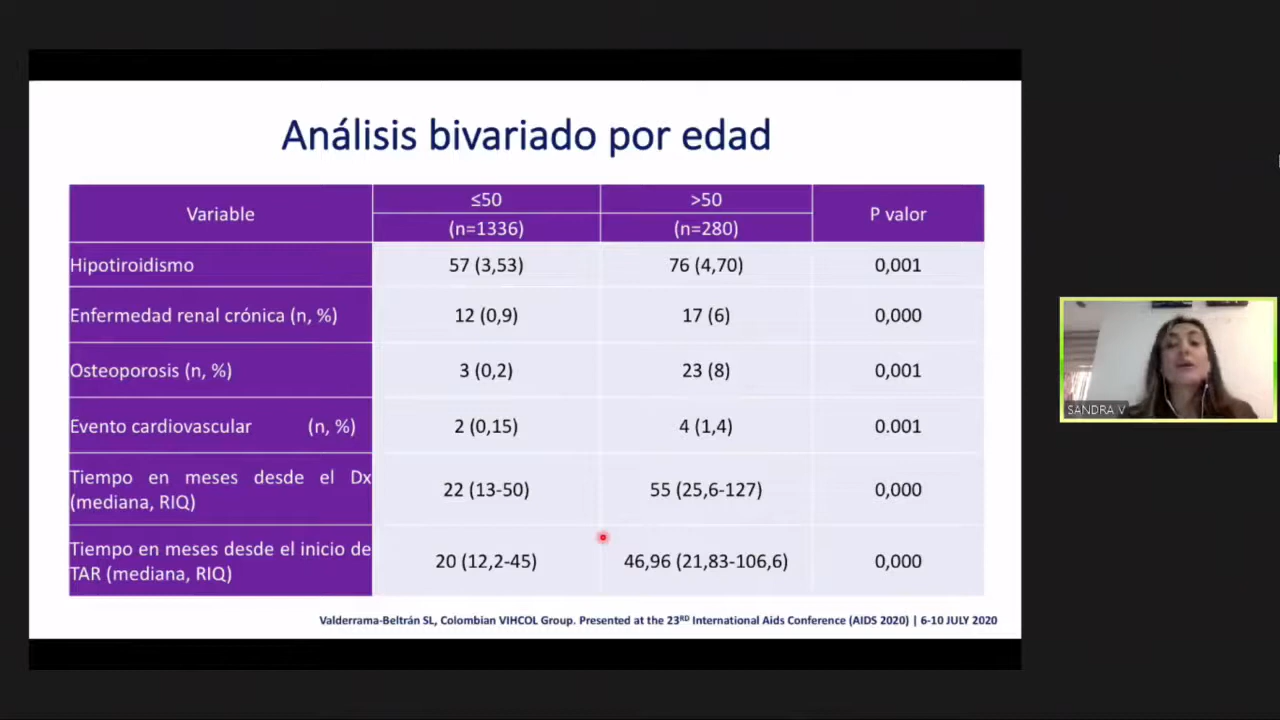 Análisis bivariado por edad
Variable
≤50
>50
P valor
(n=1336)
(n=280)
Hipotiroidismo
57 (3,53)
76 (4,70)
0,001
Enfermedad renal crónica (n, %)
12 (0,9)
17 (6)
0,000
Osteoporosis (n, %)
3 (0,2)
23 (8)
0,001
Evento cardiovascular (n, %)
2 (0,15)
4 (1,4)
0.001
Tiempo en meses desde el Dx
(mediana, RIQ)
22 (13-50)
55 (25,6-127)
0,000
Tiempo en meses desde el inicio de
TAR (mediana, RIQ)
20 (12,2-45)
46,96 (21,83-106,6)
0,000
Valderrama-Beltrán SL, Colombian VIHCOL Group. Presented at the 23RD International Aids Conference (AIDS 2020) | 6-10 JULY 2020
SANDRA V